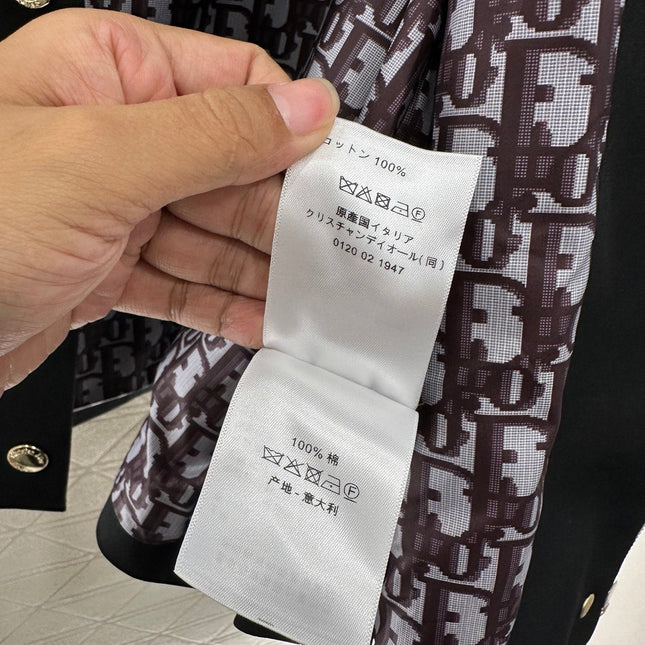 コットン 100%
原産国イタリア
クリスチャンディオール(同)
0120 02 1947
100% 棉
产地 - 意大利